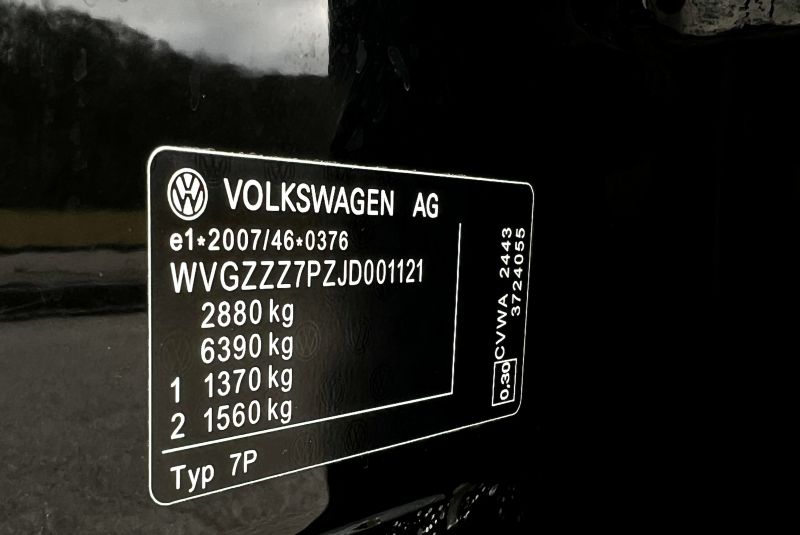 VOLKSWAGEN AG
e1*2007/46*0376
WVGZZZ7PZJD001121
2880 kg
6390 kg
1 1370 kg
2 1560 kg
Typ 7P
0,30 CVWA 2443
3724055